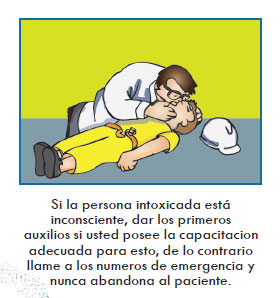 Si la persona intoxicada está
inconsciente, dar los primeros
auxilios si usted posee la capacitacion
adecuada para esto, de lo contrario
llame a los numeros de emergencia y
nunca abandona al paciente.